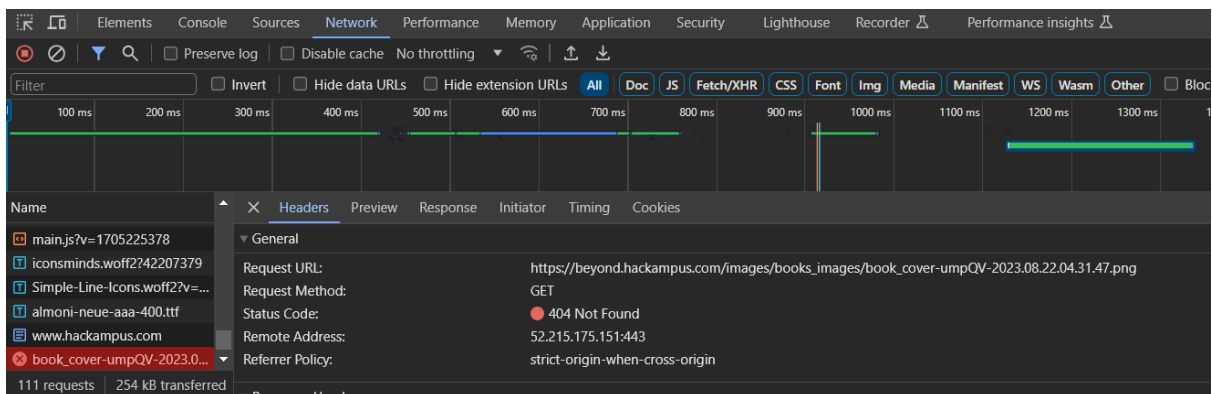 Elements Console Sources Network Performance Memory Application Security Lighthouse Recorder Performance insights
Preserve log Disable cache No throttling
Filter Invert Hide data URLs Hide extension URLs All Doc JS Fetch/XHR CSS Font Img Media Manifest WS Wasm Other Bloc
100 ms 200 ms 300 ms 400 ms 500 ms 600 ms 700 ms 800 ms 900 ms 1000 ms 1100 ms 1200 ms 1300 ms 1
Name Headers Preview Response Initiator Timing Cookies
main.js?v=1705225378 General
iconsminds.woff2?42207379 Request URL: https://beyond.hackampus.com/images/books_images/book_cover-umpQV-2023.08.22.04.31.47.png
Simple-Line-Icons.woff2?v=... Request Method: GET
almoni-neue-aaa-400.ttf Status Code: 404 Not Found
www.hackampus.com Remote Address: 52.215.175.151:443
book_cover-umpQV-2023.0... Referrer Policy: strict-origin-when-cross-origin
111 requests 254 kB transferred